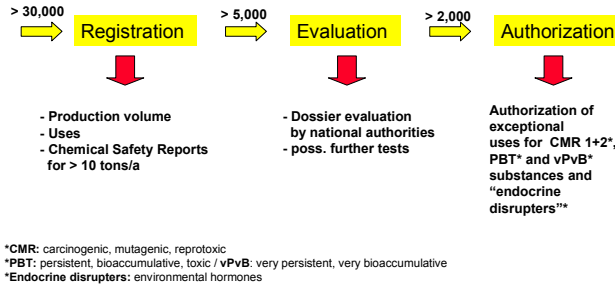 > 30,000
Registration
> 5,000
Evaluation
> 2,000
Authorization
- Production volume
- Uses
- Chemical Safety Reports
for > 10 tons/a
- Dossier evaluation
by national authorities
- poss. further tests
Authorization of
exceptional
uses for CMR 1+2*,
PBT* and vPvB*
substances and
“endocrine
disrupters”*
*CMR: carcinogenic, mutagenic, reprotoxic
*PBT: persistent, bioaccumulative, toxic / vPvB: very persistent, very bioaccumulative
*Endocrine disrupters: environmental hormones